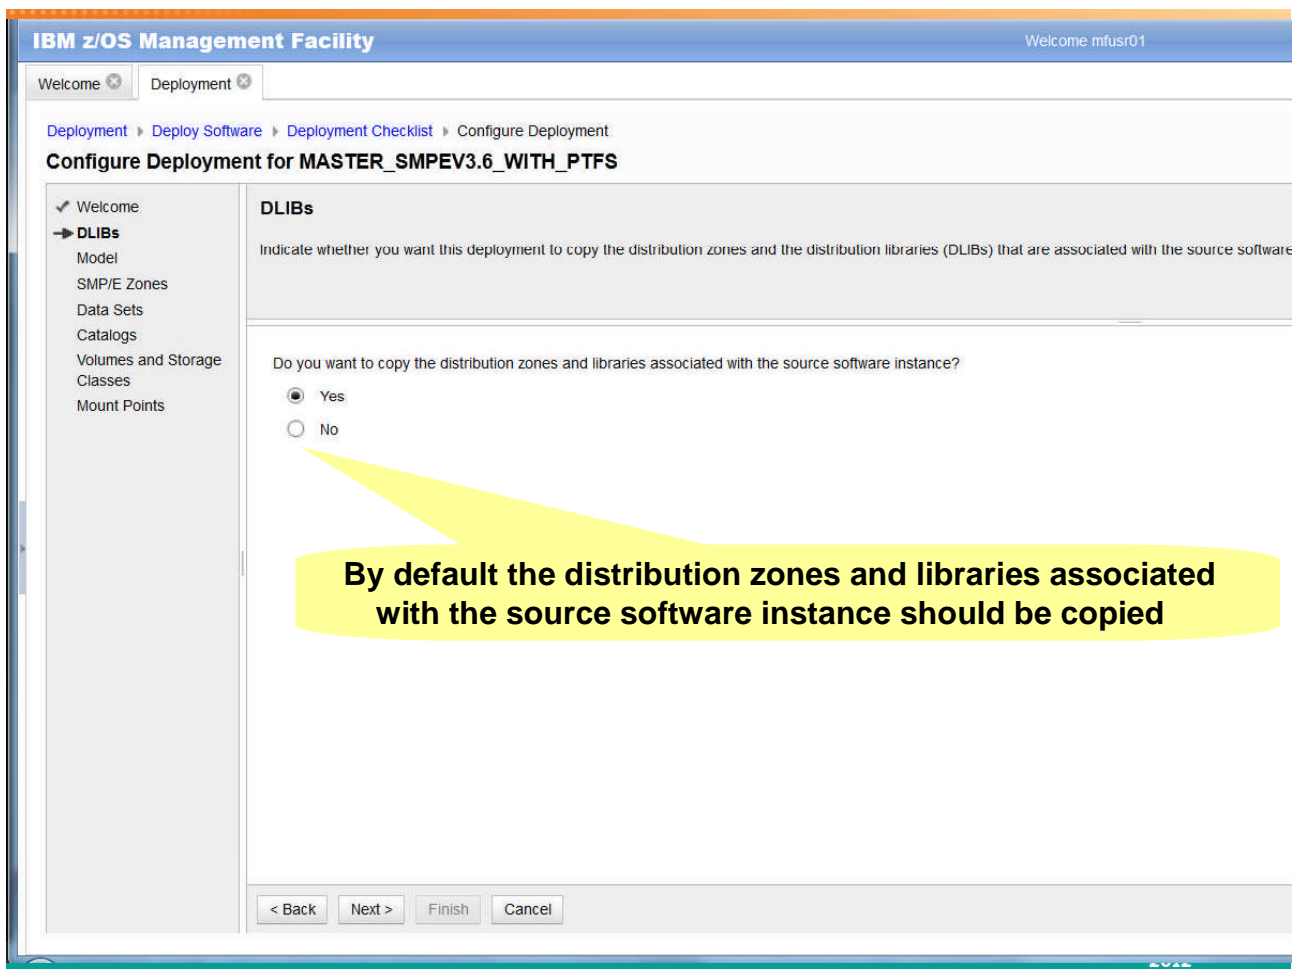 IBM z/OS Management Facility
Welcome mfusr01
Welcome
Deployment
Deployment Deploy Software Deployment Checklist Configure Deployment
Configure Deployment for MASTER_SMPEV3.6_WITH_PTFS
Welcome
DLIBs
Model
SMP/E Zones
Data Sets
Catalogs
Volumes and Storage
Classes
Mount Points
DLIBs
Indicate whether you want this deployment to copy the distribution zones and the distribution libraries (DLIBs) that are associated with the source software
Do you want to copy the distribution zones and libraries associated with the source software instance?
Yes
No
By default the distribution zones and libraries associated
with the source software instance should be copied
< Back Next > Finish Cancel
2012